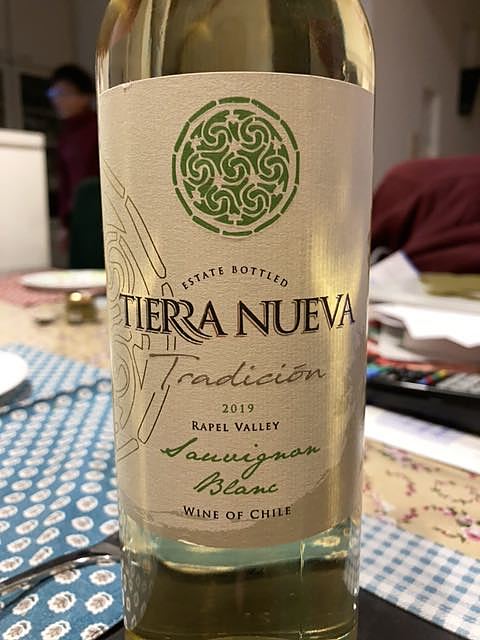 ESTATE BOTTLED
TIERRA NUEVA
Tradición
2019
RAPEL VALLEY
Sauvignon
Blanc
WINE OF CHILE